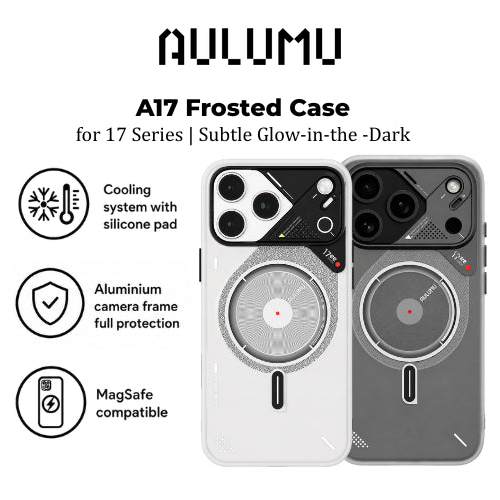 AULUMU
A17 Frosted Case
for 17 Series | Subtle Glow-in-the -Dark
Cooling
system with
silicone pad
Aluminium
camera frame
full protection
MagSafe
compatible
AULUMU